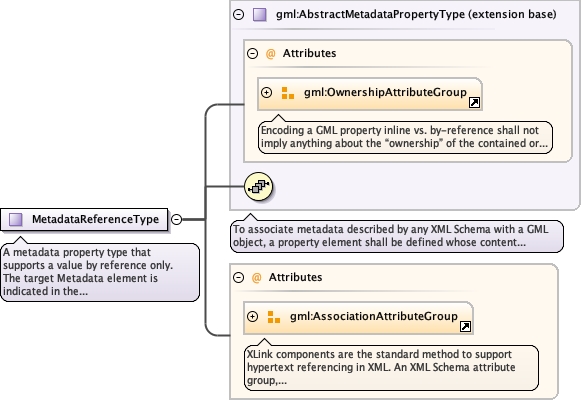 gml:AbstractMetadataPropertyType (extension base)
@ Attributes
gml:OwnershipAttributeGroup
Encoding a GML property inline vs. by-reference shall not
imply anything about the “ownership” of the contained or...
MetadataReferenceType
A metadata property type that
supports a value by reference only.
The target Metadata element is
indicated in the...
To associate metadata described by any XML Schema with a GML
object, a property element shall be defined whose content...
@ Attributes
gml:AssociationAttributeGroup
XLink components are the standard method to support
hypertext referencing in XML. An XML Schema attribute
group,...